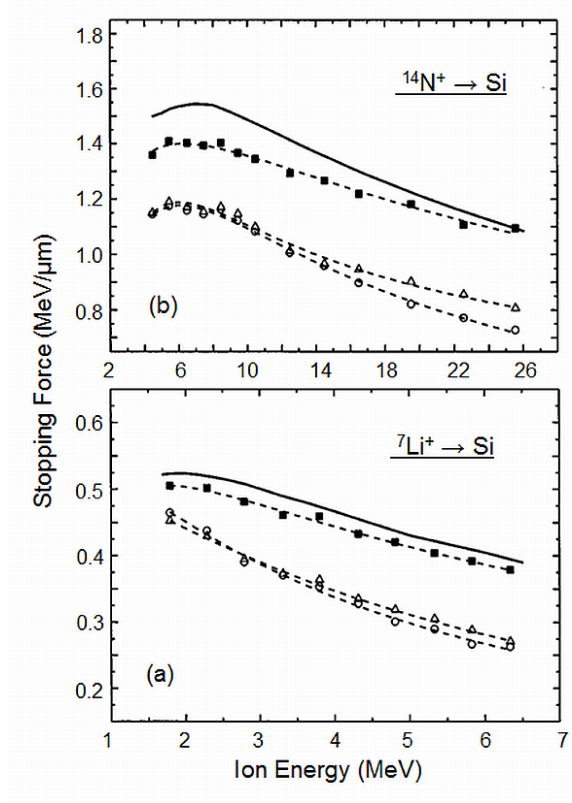 1.8
1.6
1.4
1.2
1.0
0.8
¹⁴N⁺ → Si
(b)
2 6 10 14 18 22 26
Stopping Force (MeV/µm)
0.6
0.5
0.4
0.3
0.2
⁷Li⁺ → Si
(a)
1 2 3 4 5 6 7
Ion Energy (MeV)